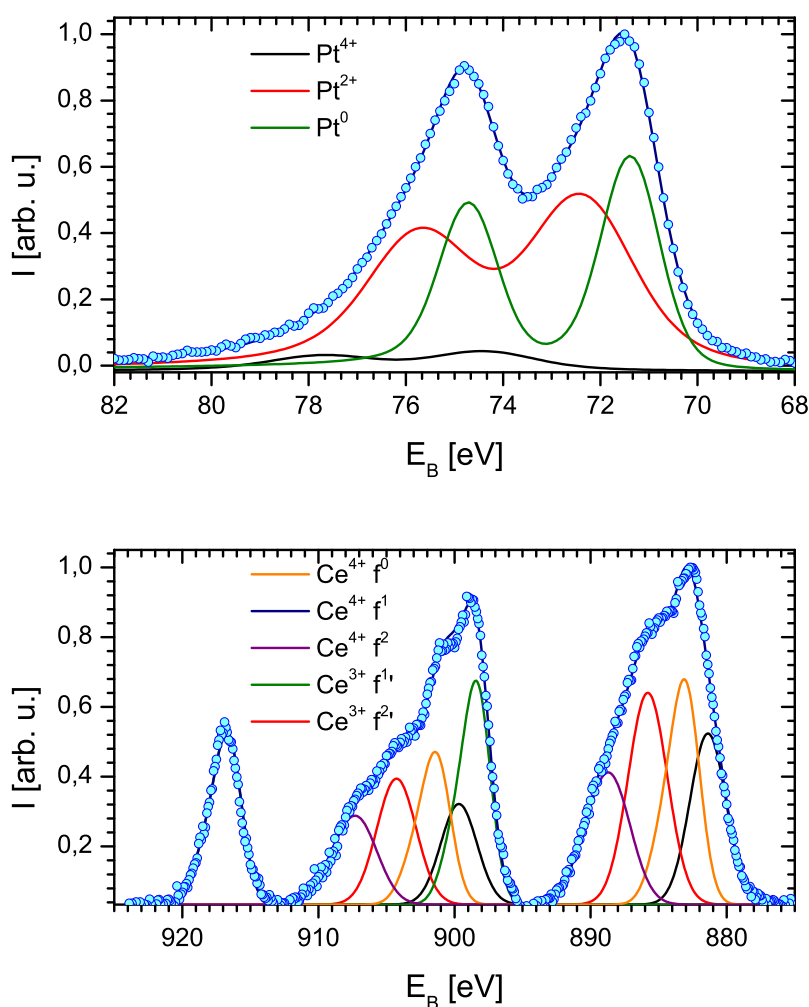 Pt⁴⁺
Pt²⁺
Pt⁰
1,0
0,8
0,6
0,4
0,2
0,0
I [arb. u.]
82 80 78 76 74 72 70 68
E_B [eV]
Ce⁴⁺ f⁰
Ce⁴⁺ f¹
Ce⁴⁺ f²
Ce³⁺ f¹'
Ce³⁺ f²'
1,0
0,8
0,6
0,4
0,2
I [arb. u.]
920 910 900 890 880
E_B [eV]